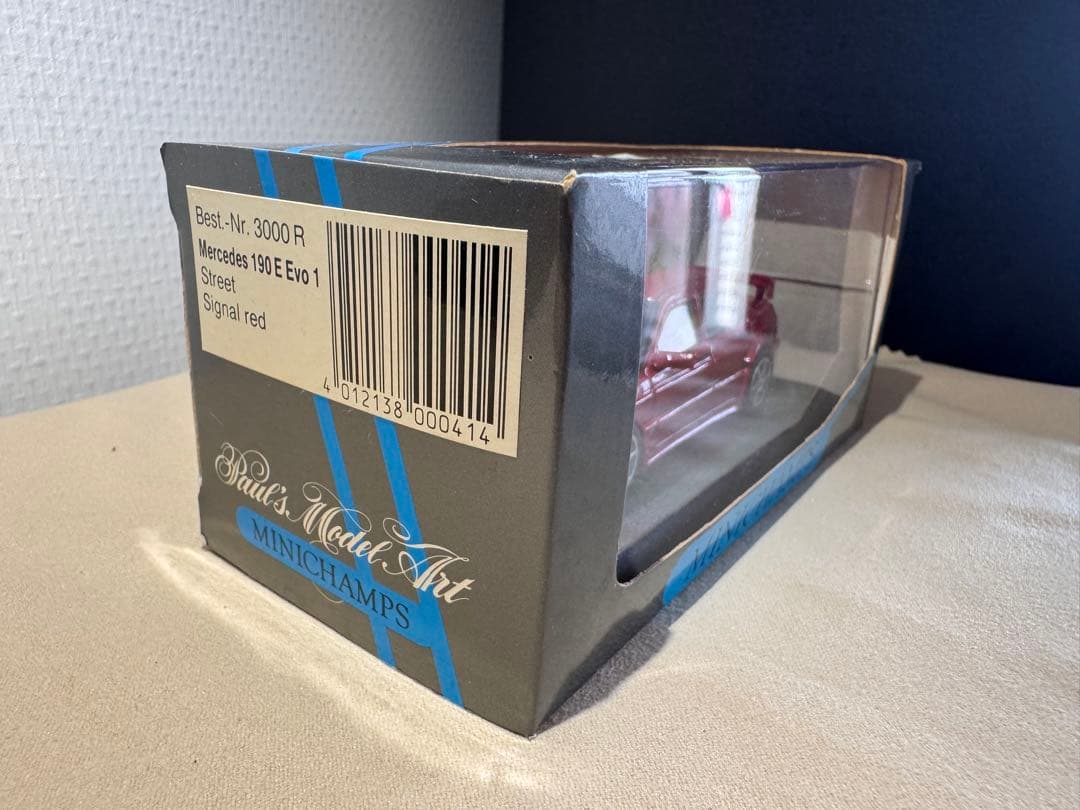 Best.-Nr. 3000 R
Mercedes 190 E Evo 1
Street
Signal red
4 012138 000414
Paul's Model Art
MINICHAMPS